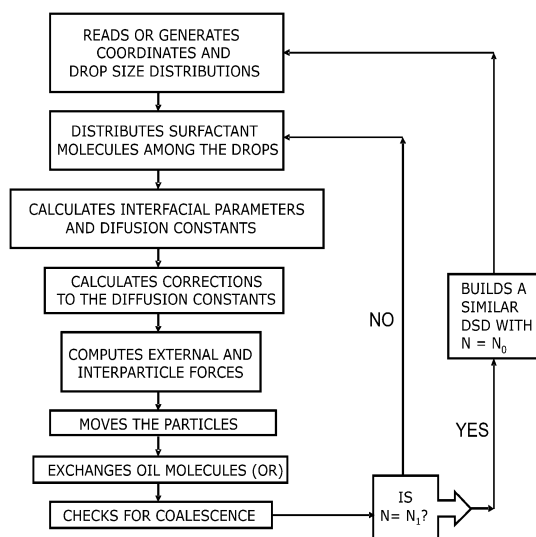 READS OR GENERATES
COORDINATES AND
DROP SIZE DISTRIBUTIONS
DISTRIBUTES SURFACTANT
MOLECULES AMONG THE DROPS
CALCULATES INTERFACIAL PARAMETERS
AND DIFUSION CONSTANTS
CALCULATES CORRECTIONS
TO THE DIFFUSION CONSTANTS
COMPUTES EXTERNAL AND
INTERPARTICLE FORCES
MOVES THE PARTICLES
EXCHANGES OIL MOLECULES (OR)
CHECKS FOR COALESCENCE
IS
N= N₁?
NO
YES
BUILDS A
SIMILAR
DSD WITH
N = N₀